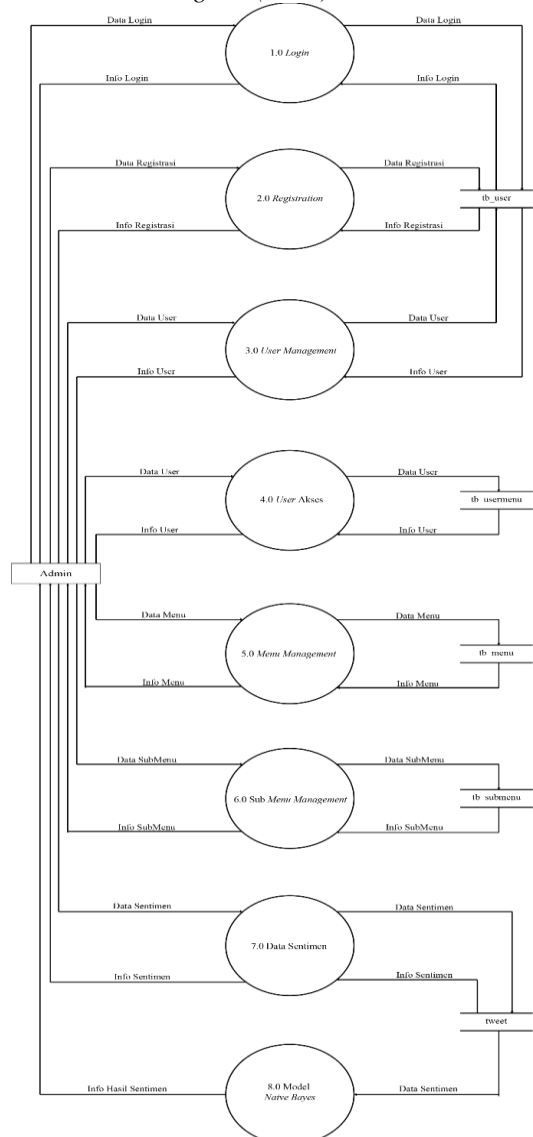 Data Login
Data Login
1.0 Login
Info Login
Info Login
Data Registrasi
Data Registrasi
2.0 Registration
tb_user
Info Registrasi
Info Registrasi
Data User
Data User
3.0 User Management
Info User
Info User
Data User
Data User
4.0 User Akses
tb_usermenu
Info User
Info User
Admin
Data Menu
Data Menu
5.0 Menu Management
tb_menu
Info Menu
Info Menu
Data SubMenu
Data SubMenu
6.0 Sub Menu Management
tb_submenu
Info SubMenu
Info SubMenu
Data Sentimen
Data Sentimen
7.0 Data Sentimen
Info Sentimen
Info Sentimen
tweet
8.0 Model
Naive Bayes
Info Hasil Sentimen
Data Sentimen